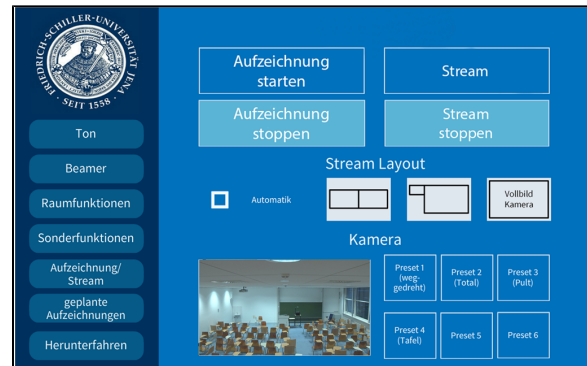 FRIEDRICH-SCHILLER-UNIVERSITÄT JENA
SEIT 1558
Ton
Beamer
Raumfunktionen
Sonderfunktionen
Aufzeichnung/
Stream
geplante
Aufzeichnungen
Herunterfahren
Aufzeichnung
starten
Stream
Aufzeichnung
stoppen
Stream
stoppen
Stream Layout
Automatik
Vollbild
Kamera
Kamera
Preset 1
(weg-
gedreht)
Preset 2
(Total)
Preset 3
(Pult)
Preset 4
(Tafel)
Preset 5
Preset 6